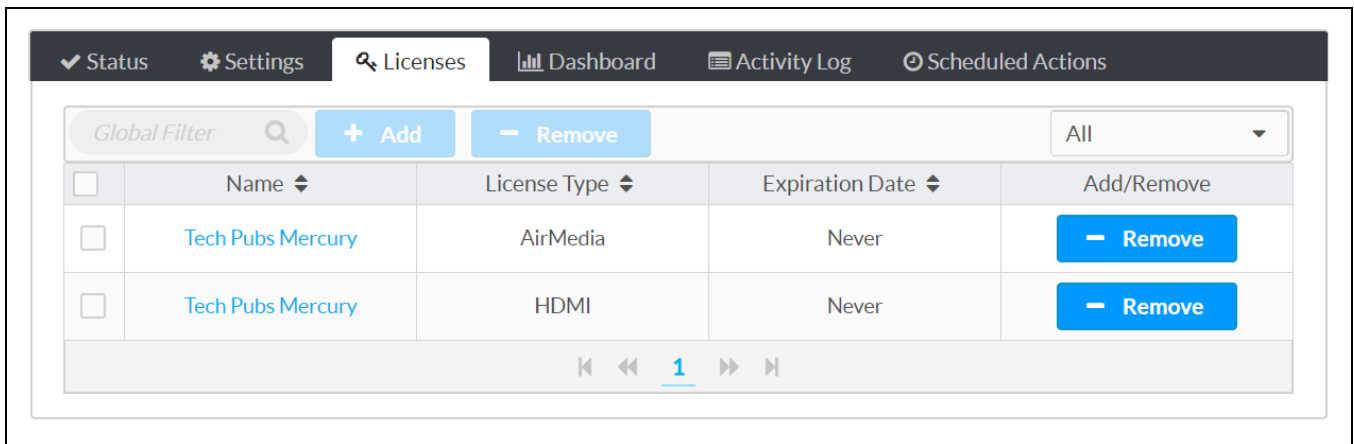 Status Settings Licenses Dashboard Activity Log Scheduled Actions
Global Filter + Add − Remove All
Name License Type Expiration Date Add/Remove
Tech Pubs Mercury AirMedia Never − Remove
Tech Pubs Mercury HDMI Never − Remove
1